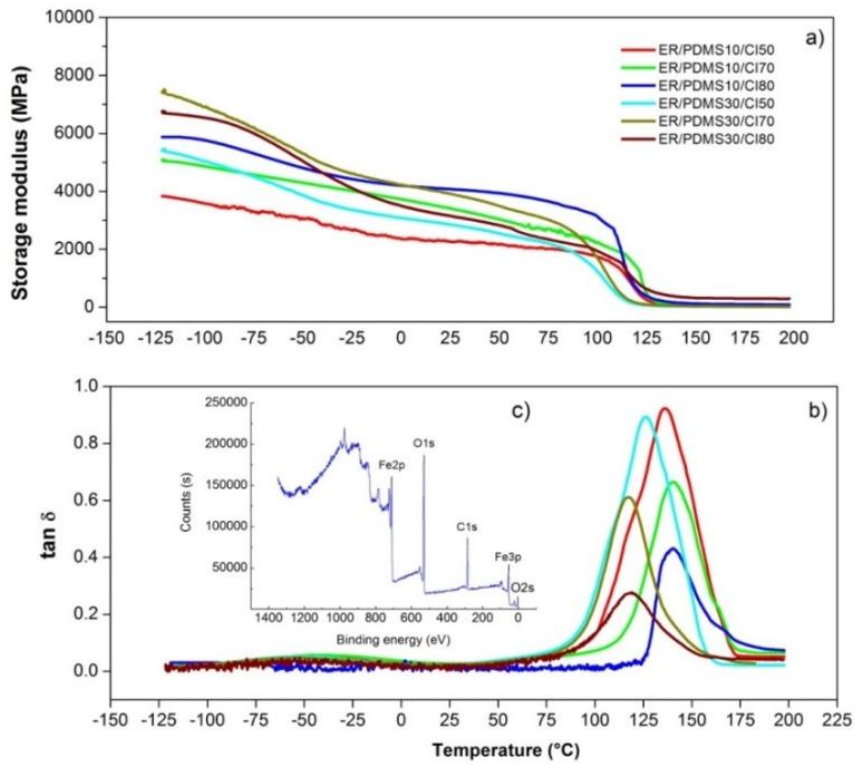 a)
Storage modulus (MPa)
10000
8000
6000
4000
2000
0
ER/PDMS10/CI50
ER/PDMS10/CI70
ER/PDMS10/CI80
ER/PDMS30/CI50
ER/PDMS30/CI70
ER/PDMS30/CI80
-150 -125 -100 -75 -50 -25 0 25 50 75 100 125 150 175 200
b)
tan δ
1.0
0.8
0.6
0.4
0.2
0.0
c)
Counts (s)
250000
200000
150000
100000
50000
Fe2p
O1s
C1s
Fe3p
O2s
1400 1200 1000 800 600 400 200 0
Binding energy (eV)
-150 -125 -100 -75 -50 -25 0 25 50 75 100 125 150 175 200 225
Temperature (°C)